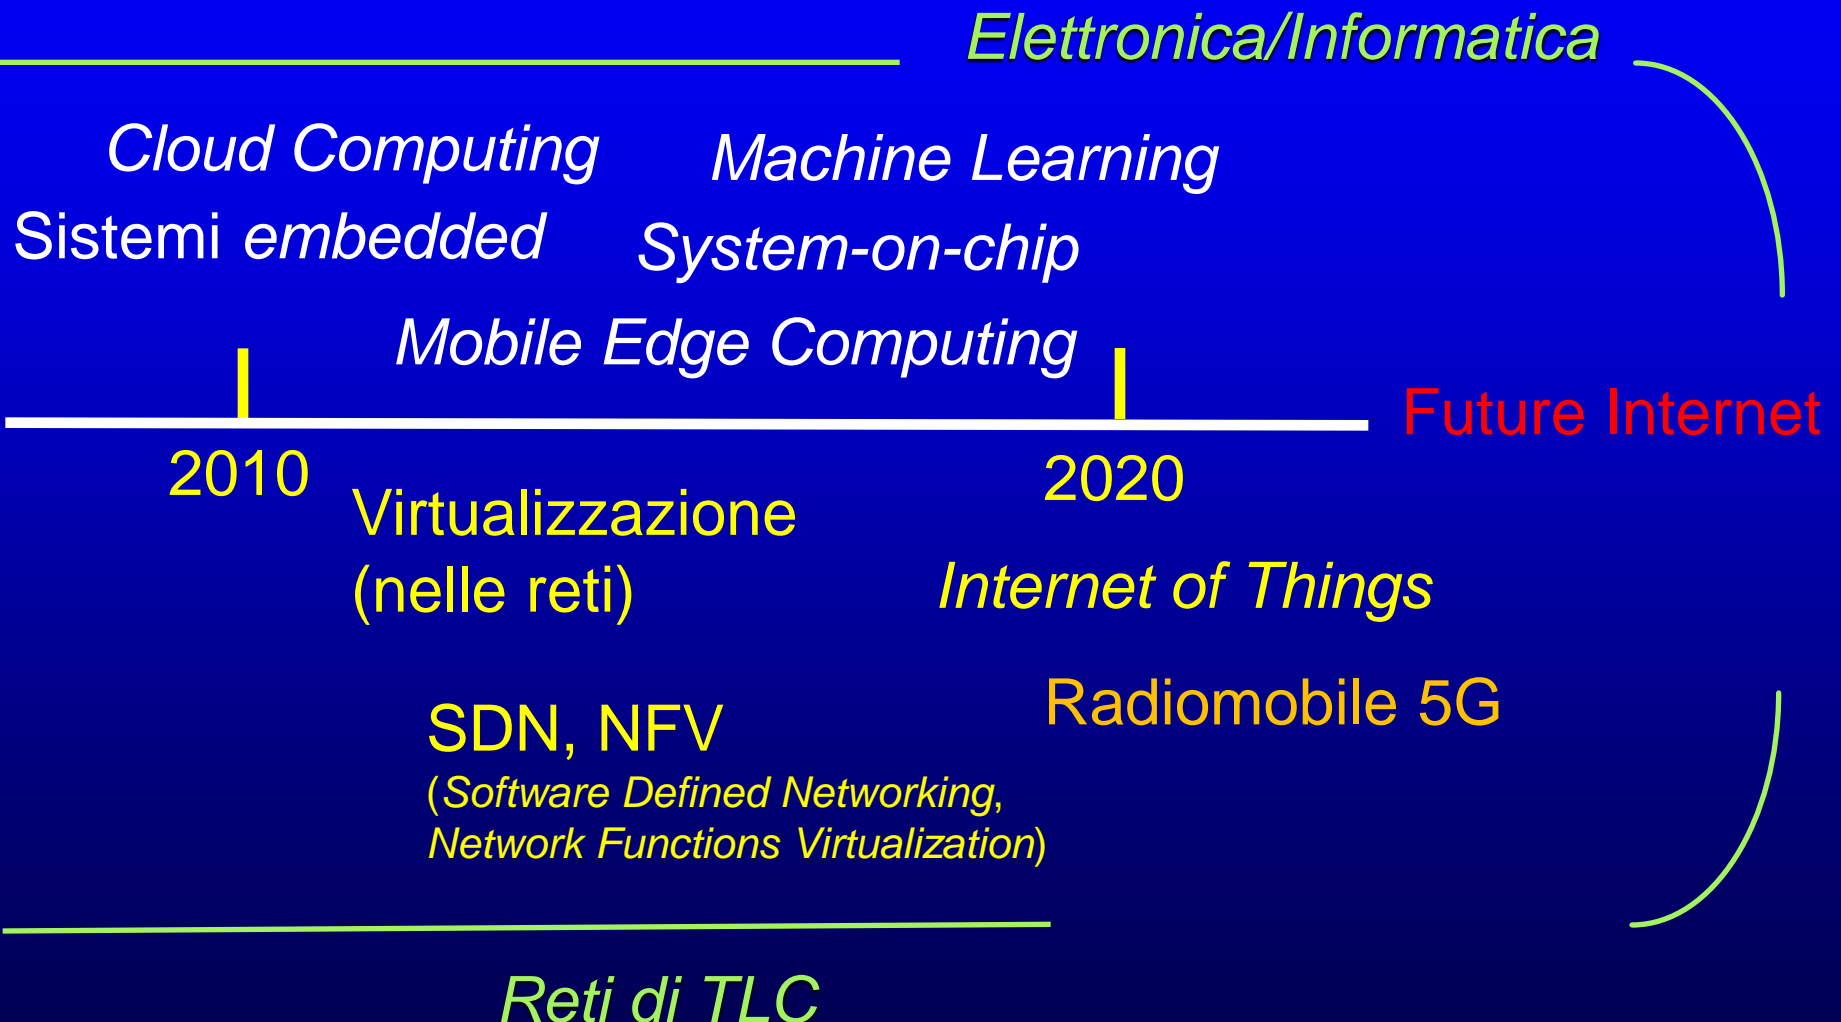 Elettronica/Informatica
Cloud Computing
Machine Learning
Sistemi embedded
System-on-chip
Mobile Edge Computing
Future Internet
2010
2020
Virtualizzazione
(nelle reti)
Internet of Things
Radiomobile 5G
SDN, NFV
(Software Defined Networking,
Network Functions Virtualization)
Reti di TLC